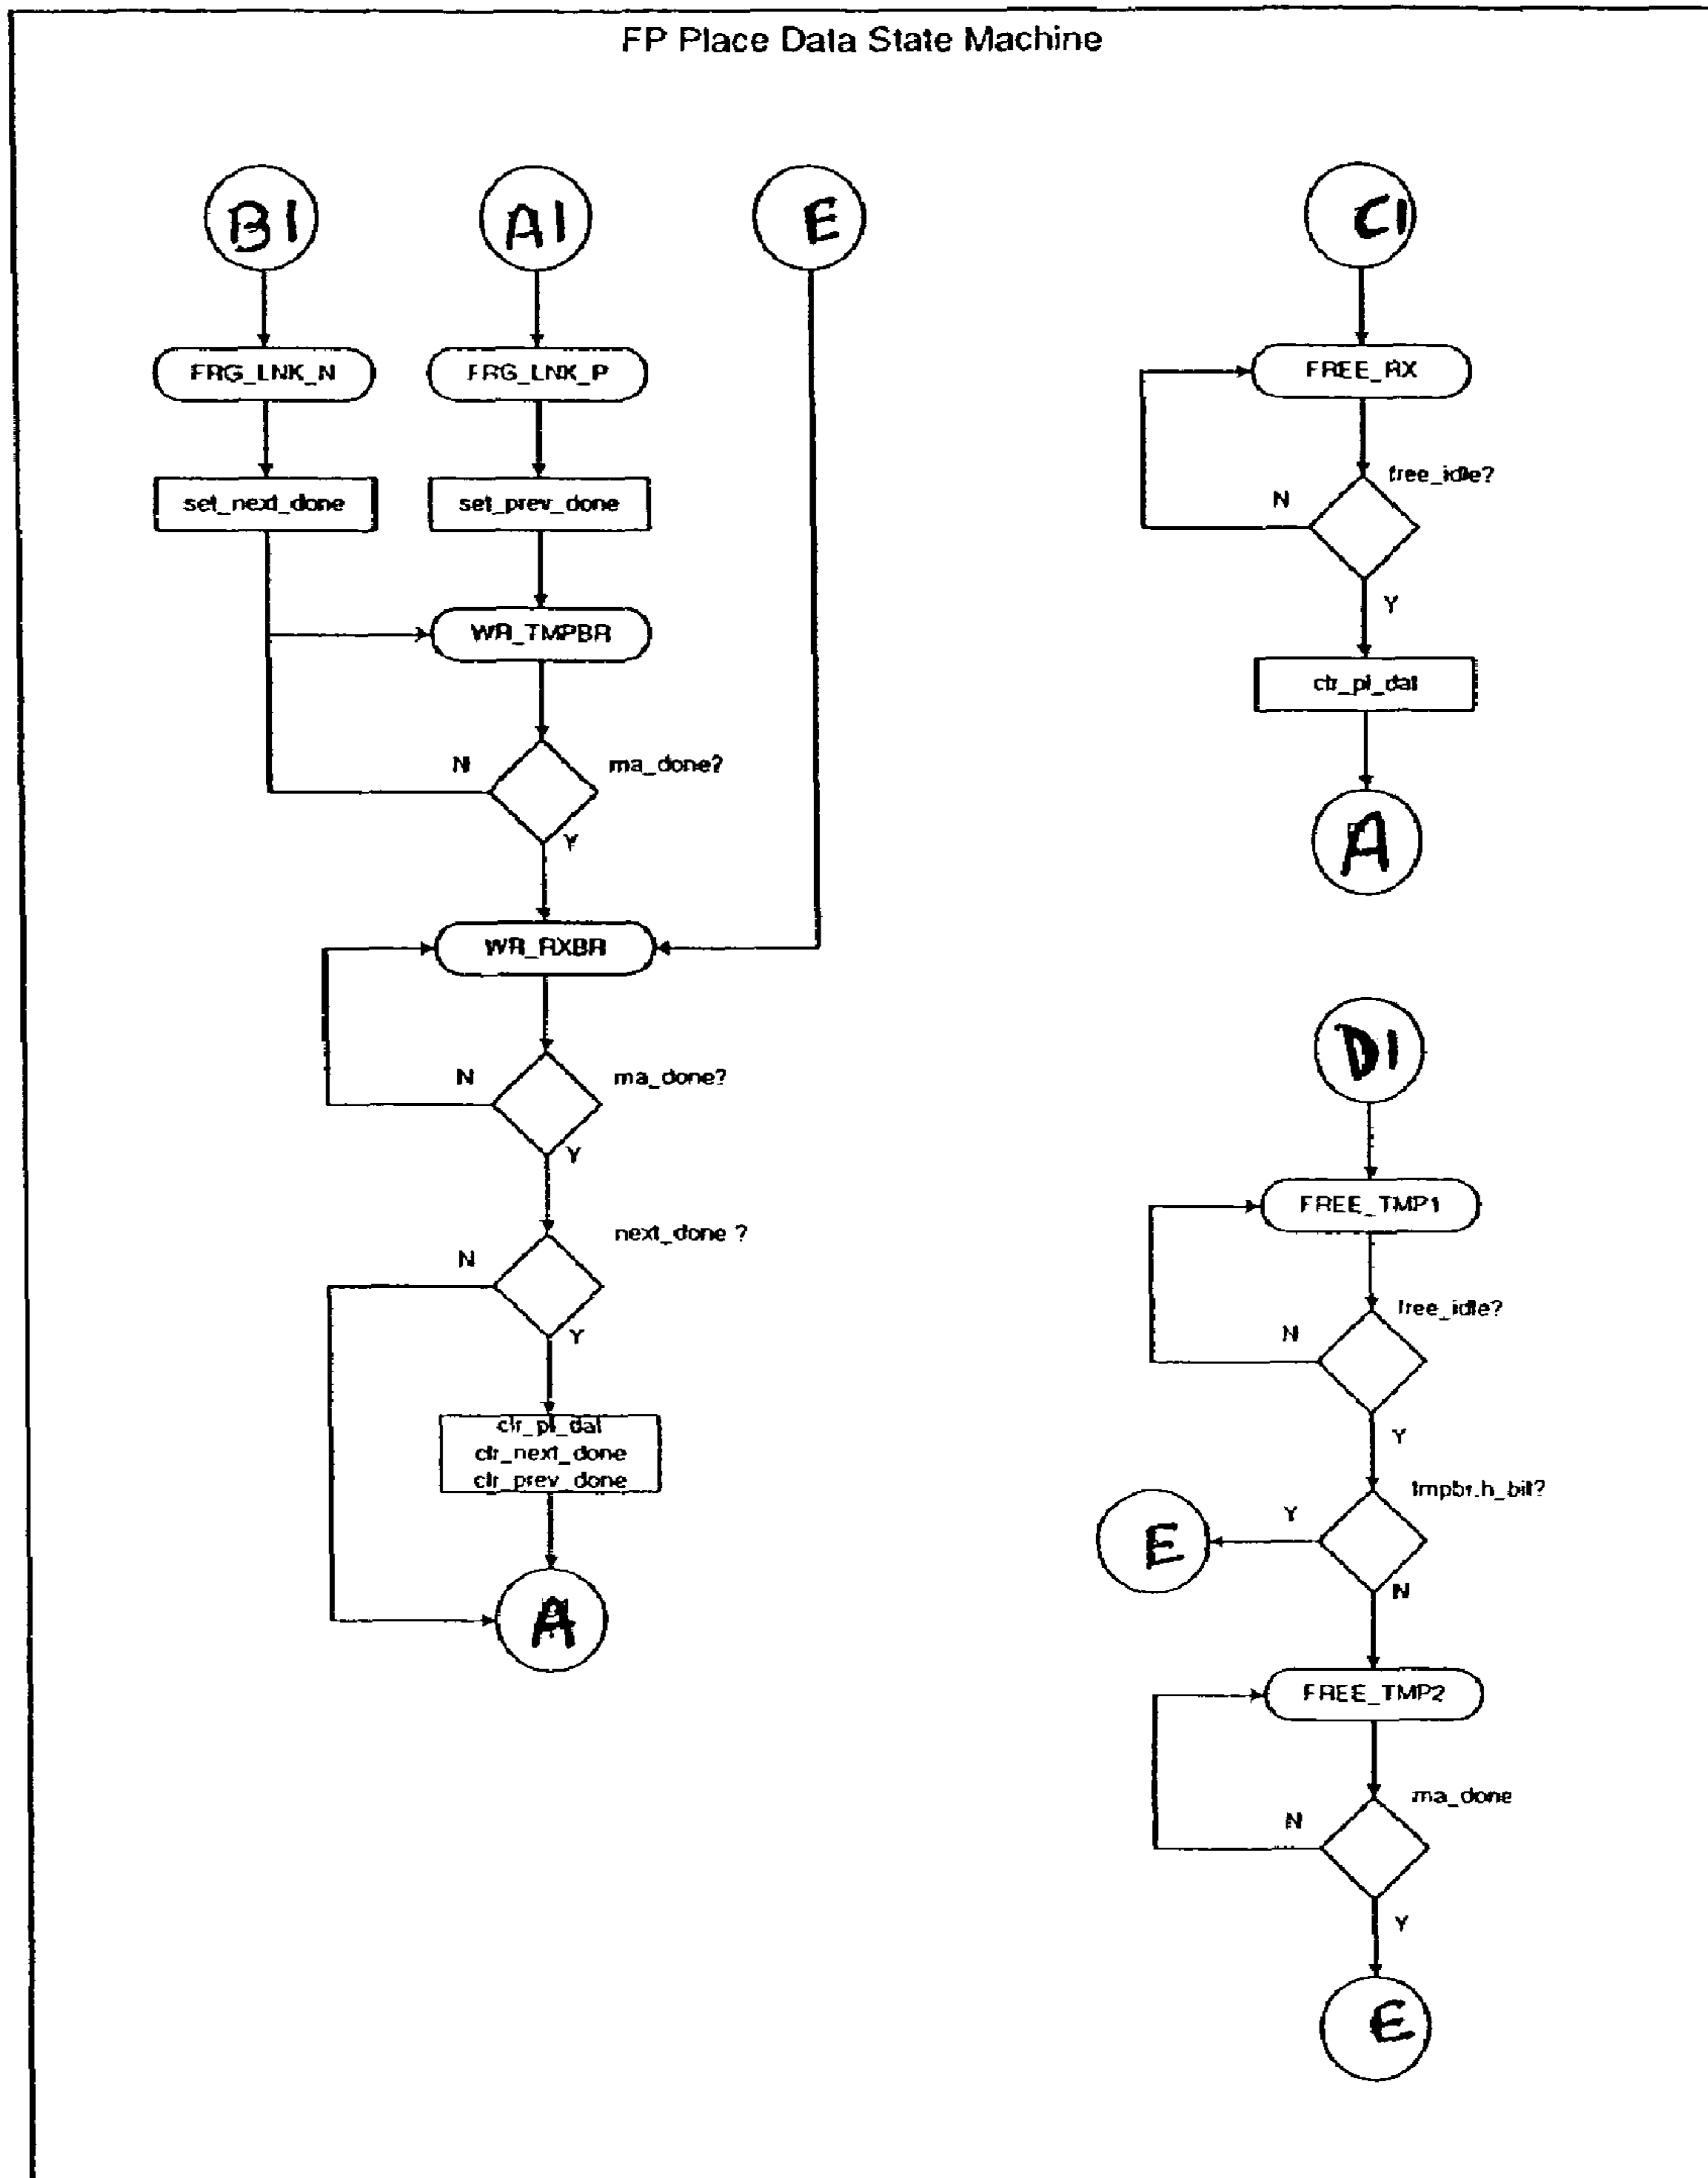 FP Place Data State Machine
B1
A1
E
FRG_LNK_N
FRG_LNK_P
set_next_done
set_prev_done
WR_TMPBR
N
ma_done?
Y
WR_RXBR
N
ma_done?
Y
next_done ?
N
Y
clr_pl_dat
clr_next_done
clr_prev_done
A
C1
FREE_RX
free_idle?
N
Y
clr_pl_dat
A
D1
FREE_TMP1
free_idle?
N
Y
tmpbr.h_bit?
Y
E
N
FREE_TMP2
ma_done
N
Y
E